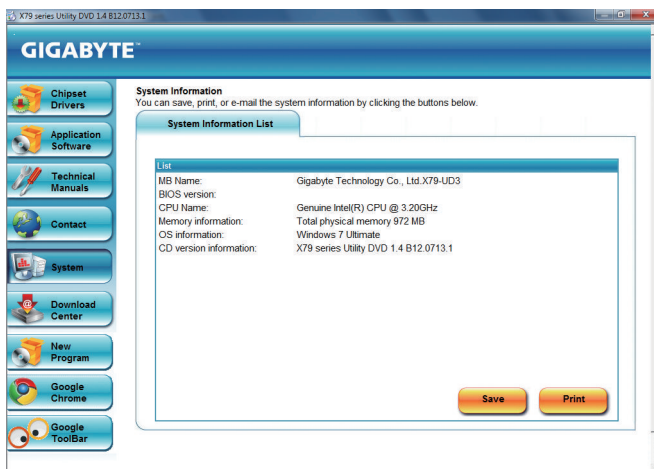 X79 series Utility DVD 1.4 B12.0713.1
GIGABYTE™
Chipset
Drivers
Application
Software
Technical
Manuals
Contact
System
Download
Center
New
Program
Google
Chrome
Google
ToolBar
System Information
You can save, print, or e-mail the system information by clicking the buttons below.
System Information List
List
MB Name: Gigabyte Technology Co., Ltd.X79-UD3
BIOS version:
CPU Name: Genuine Intel(R) CPU @ 3.20GHz
Memory information: Total physical memory 972 MB
OS information: Windows 7 Ultimate
CD version information: X79 series Utility DVD 1.4 B12.0713.1
Save Print